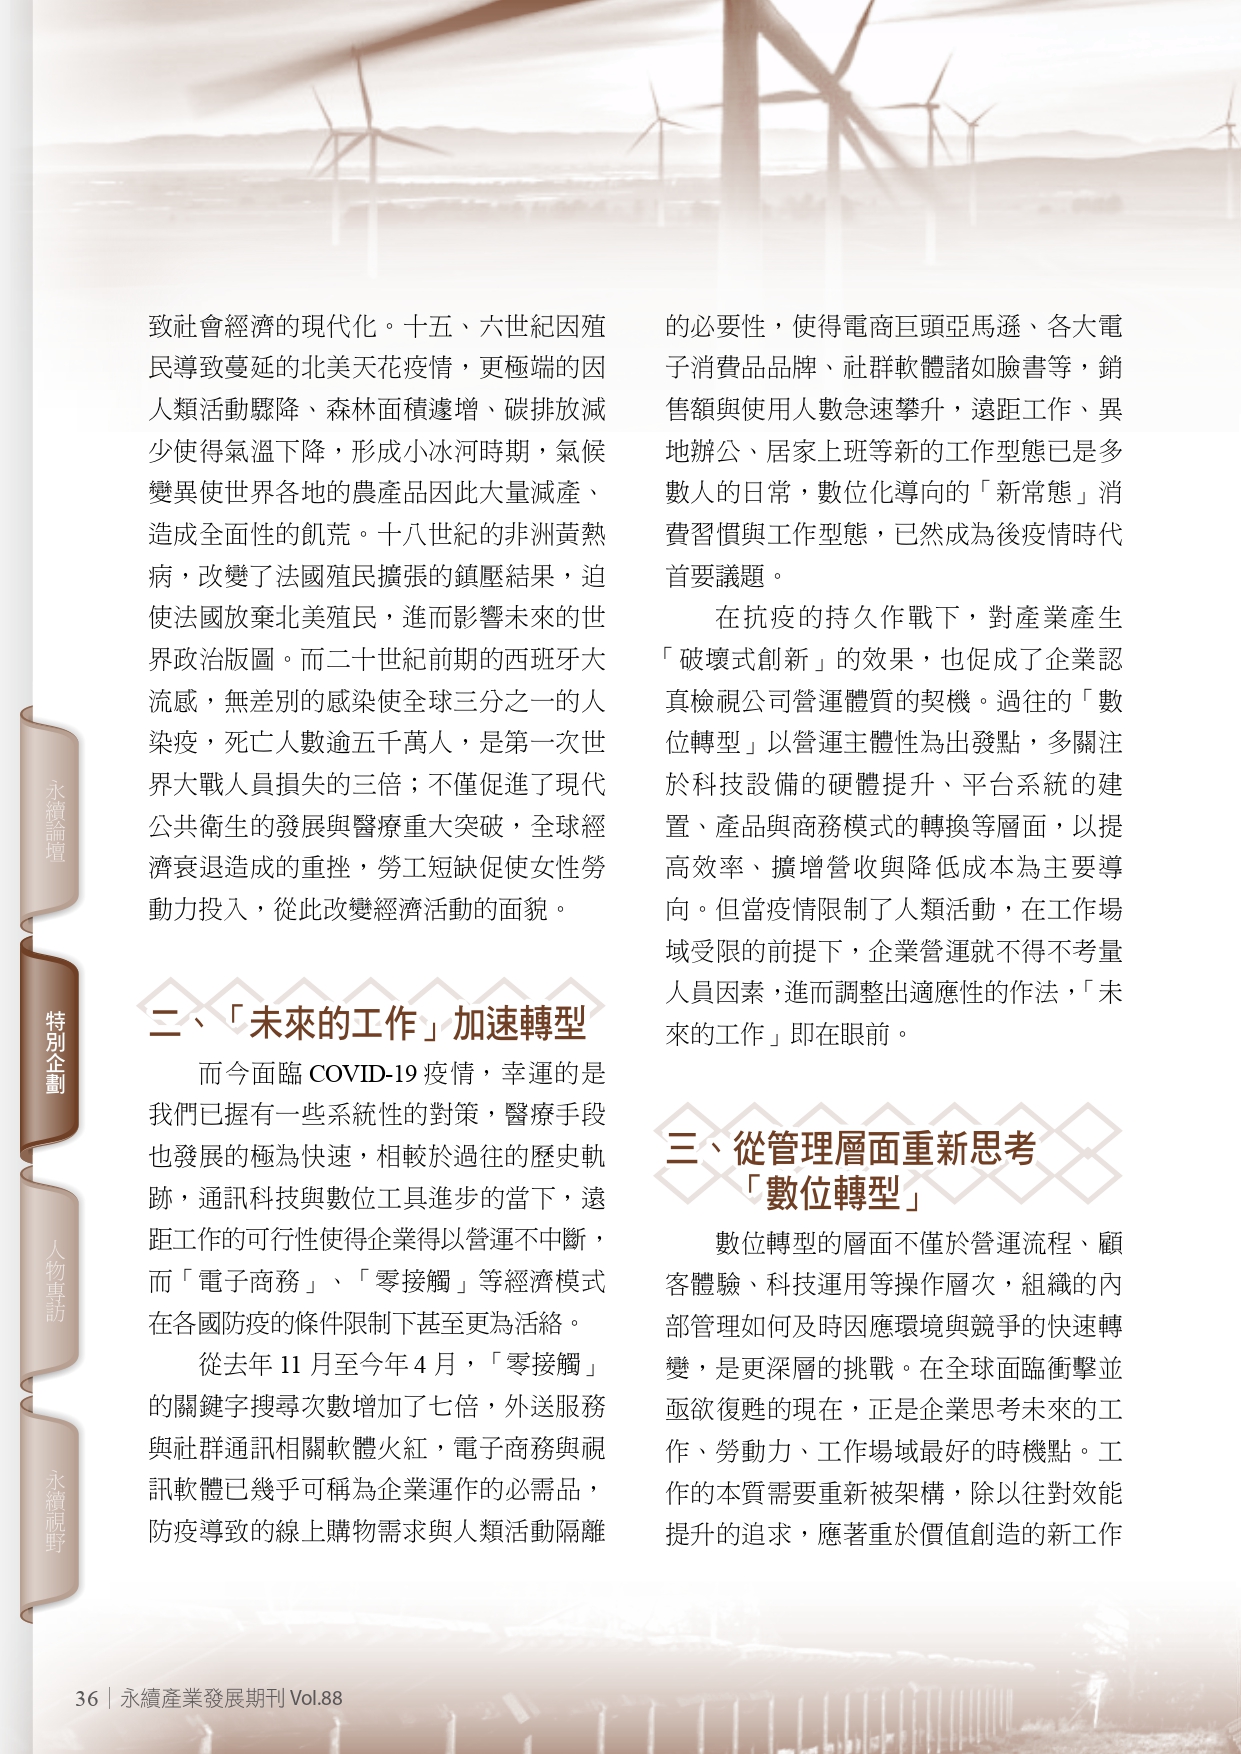 致社會經濟的現代化。十五、六世紀因殖
民導致蔓延的北美天花疫情，更極端的因
人類活動驟降、森林面積遽增、碳排放減
少使得氣溫下降，形成小冰河時期，氣候
變異使世界各地的農產品因此大量減產、
造成全面性的飢荒。十八世紀的非洲黃熱
病，改變了法國殖民擴張的鎮壓結果，迫
使法國放棄北美殖民，進而影響未來的世
界政治版圖。而二十世紀前期的西班牙大
流感，無差別的感染使全球三分之一的人
染疫，死亡人數逾五千萬人，是第一次世
界大戰人員損失的三倍；不僅促進了現代
公共衛生的發展與醫療重大突破，全球經
濟衰退造成的重挫，勞工短缺促使女性勞
動力投入，從此改變經濟活動的面貌。
二、「未來的工作」加速轉型
而今面臨 COVID-19 疫情，幸運的是
我們已握有一些系統性的對策，醫療手段
也發展的極為快速，相較於過往的歷史軌
跡，通訊科技與數位工具進步的當下，遠
距工作的可行性使得企業得以營運不中斷，
而「電子商務」、「零接觸」等經濟模式
在各國防疫的條件限制下甚至更為活絡。
從去年 11 月至今年 4 月，「零接觸」
的關鍵字搜尋次數增加了七倍，外送服務
與社群通訊相關軟體火紅，電子商務與視
訊軟體已幾乎可稱為企業運作的必需品，
防疫導致的線上購物需求與人類活動隔離
的必要性，使得電商巨頭亞馬遜、各大電
子消費品品牌、社群軟體諸如臉書等，銷
售額與使用人數急速攀升，遠距工作、異
地辦公、居家上班等新的工作型態已是多
數人的日常，數位化導向的「新常態」消
費習慣與工作型態，已然成為後疫情時代
首要議題。
在抗疫的持久作戰下，對產業產生
「破壞式創新」的效果，也促成了企業認
真檢視公司營運體質的契機。過往的「數
位轉型」以營運主體性為出發點，多關注
於科技設備的硬體提升、平台系統的建
置、產品與商務模式的轉換等層面，以提
高效率、擴增營收與降低成本為主要導
向。但當疫情限制了人類活動，在工作場
域受限的前提下，企業營運就不得不考量
人員因素，進而調整出適應性的作法，「未
來的工作」即在眼前。
三、從管理層面重新思考
「數位轉型」
數位轉型的層面不僅於營運流程、顧
客體驗、科技運用等操作層次，組織的內
部管理如何及時因應環境與競爭的快速轉
變，是更深層的挑戰。在全球面臨衝擊並
亟欲復甦的現在，正是企業思考未來的工
作、勞動力、工作場域最好的時機點。工
作的本質需要重新被架構，除以往對效能
提升的追求，應著重於價值創造的新工作
永續論壇
特別企劃
人物專訪
永續視野
36 永續產業發展期刊 Vol.88